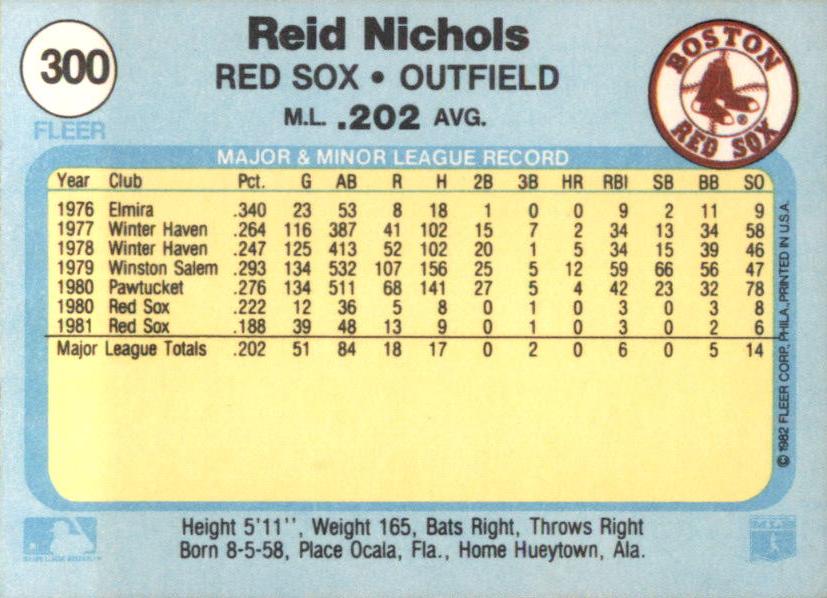 300
FLEER
Reid Nichols
RED SOX • OUTFIELD
M.L. .202 AVG.
BOSTON RED SOX ®
MAJOR & MINOR LEAGUE RECORD
Year Club Pct. G AB R H 2B 3B HR RBI SB BB SO
1976 Elmira .340 23 53 8 18 1 0 0 9 2 11 9
1977 Winter Haven .264 116 387 41 102 15 7 2 34 13 34 58
1978 Winter Haven .247 125 413 52 102 20 1 5 34 15 39 46
1979 Winston Salem .293 134 532 107 156 25 5 12 59 66 56 47
1980 Pawtucket .276 134 511 68 141 27 5 4 42 23 32 78
1980 Red Sox .222 12 36 5 8 0 1 0 3 0 3 8
1981 Red Sox .188 39 48 13 9 0 1 0 3 0 2 6
Major League Totals .202 51 84 18 17 0 2 0 6 0 5 14
© 1982 FLEER CORP., PHILA., PRINTED IN U.S.A.
Height 5'11'', Weight 165, Bats Right, Throws Right
Born 8-5-58, Place Ocala, Fla., Home Hueytown, Ala.